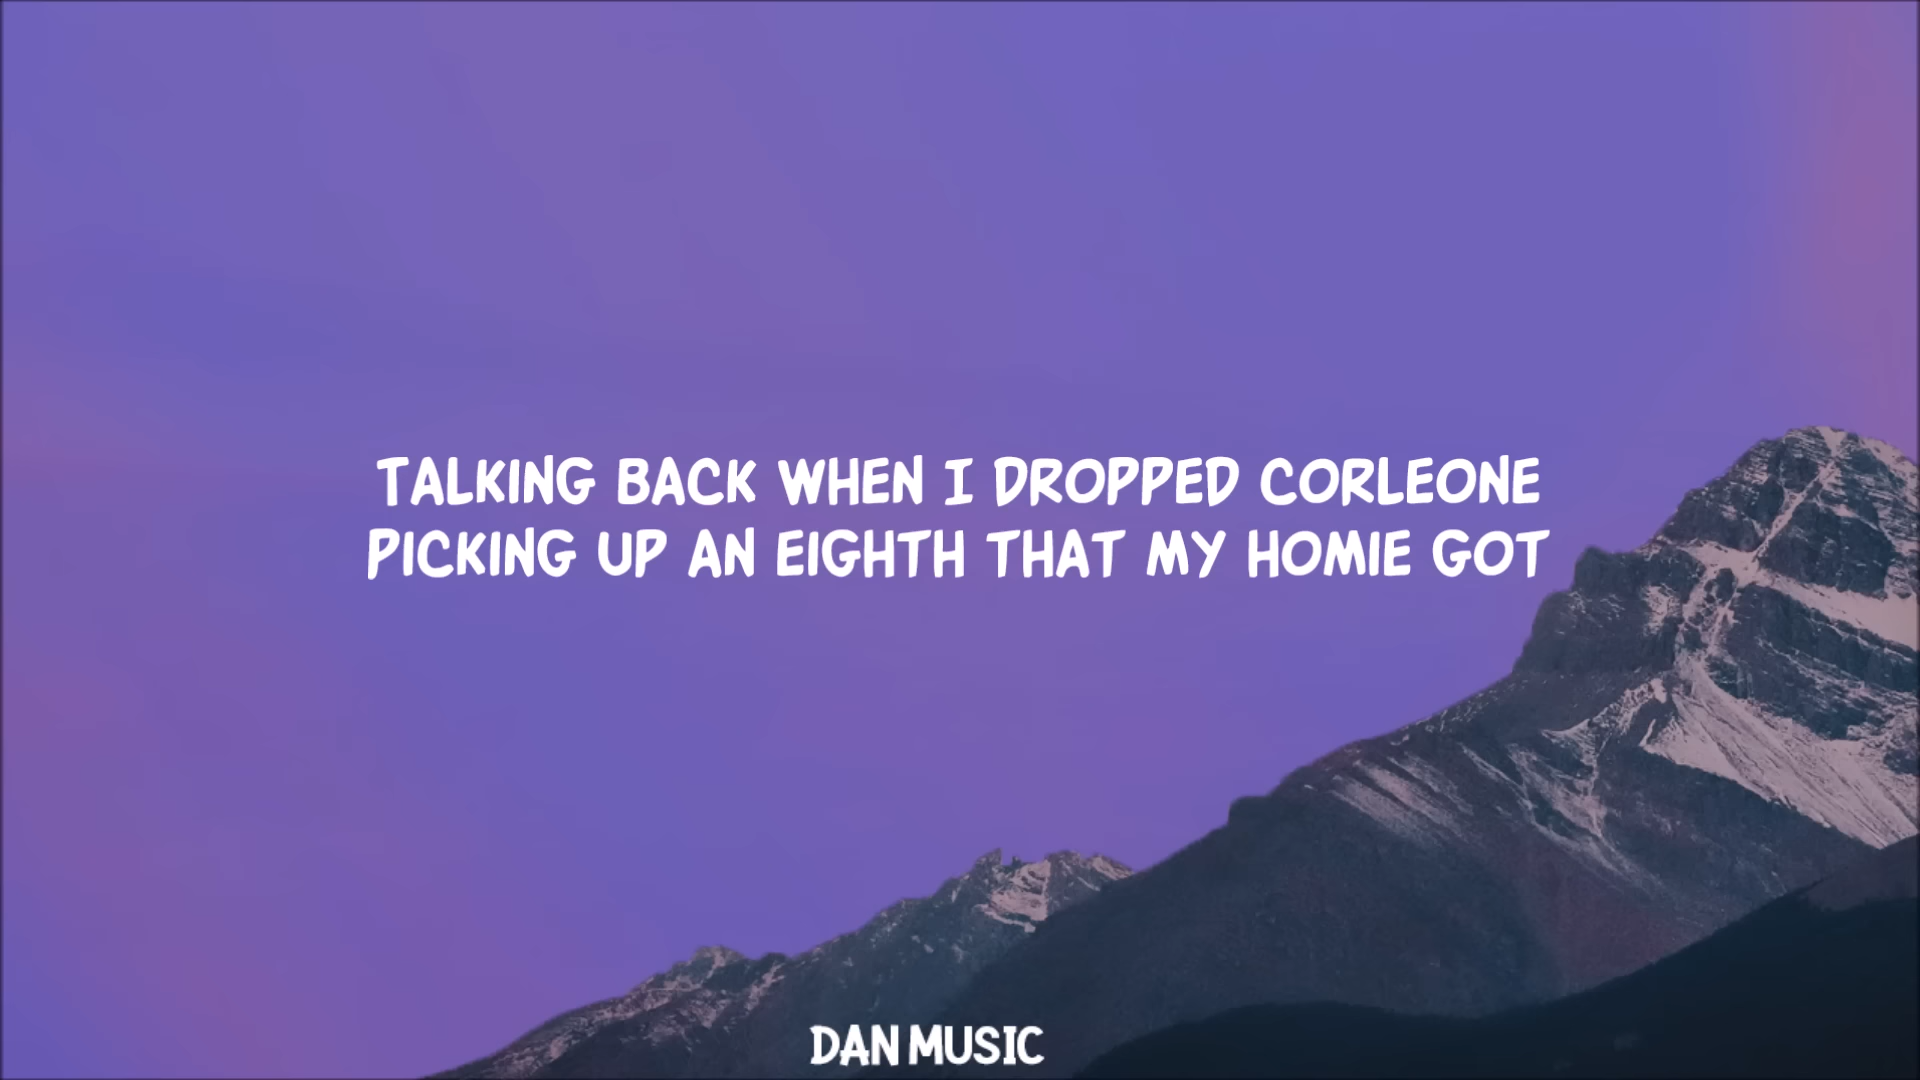 TALKING BACK WHEN I DROPPED CORLEONE
PICKING UP AN EIGHTH THAT MY HOMIE GOT
DAN MUSIC